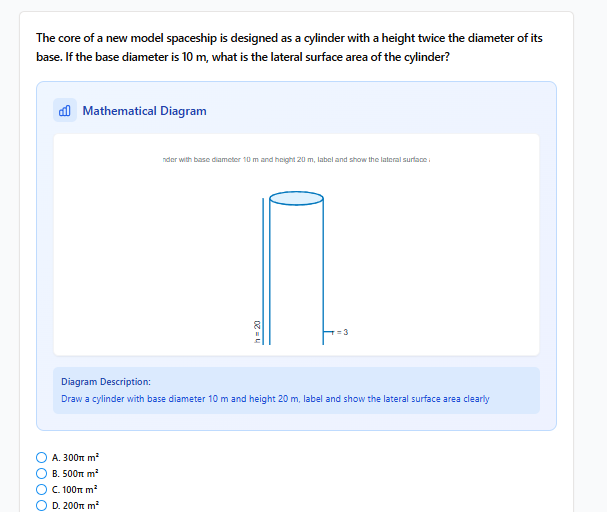 The core of a new model spaceship is designed as a cylinder with a height twice the diameter of its
base. If the base diameter is 10 m, what is the lateral surface area of the cylinder?
Mathematical Diagram
with base diameter 10 m and height 20 m, label and show the lateral surface
h = 20
r = 3
Diagram Description:
Draw a cylinder with base diameter 10 m and height 20 m, label and show the lateral surface area clearly
A. 300π m²
B. 500π m²
C. 100π m²
D. 200π m²